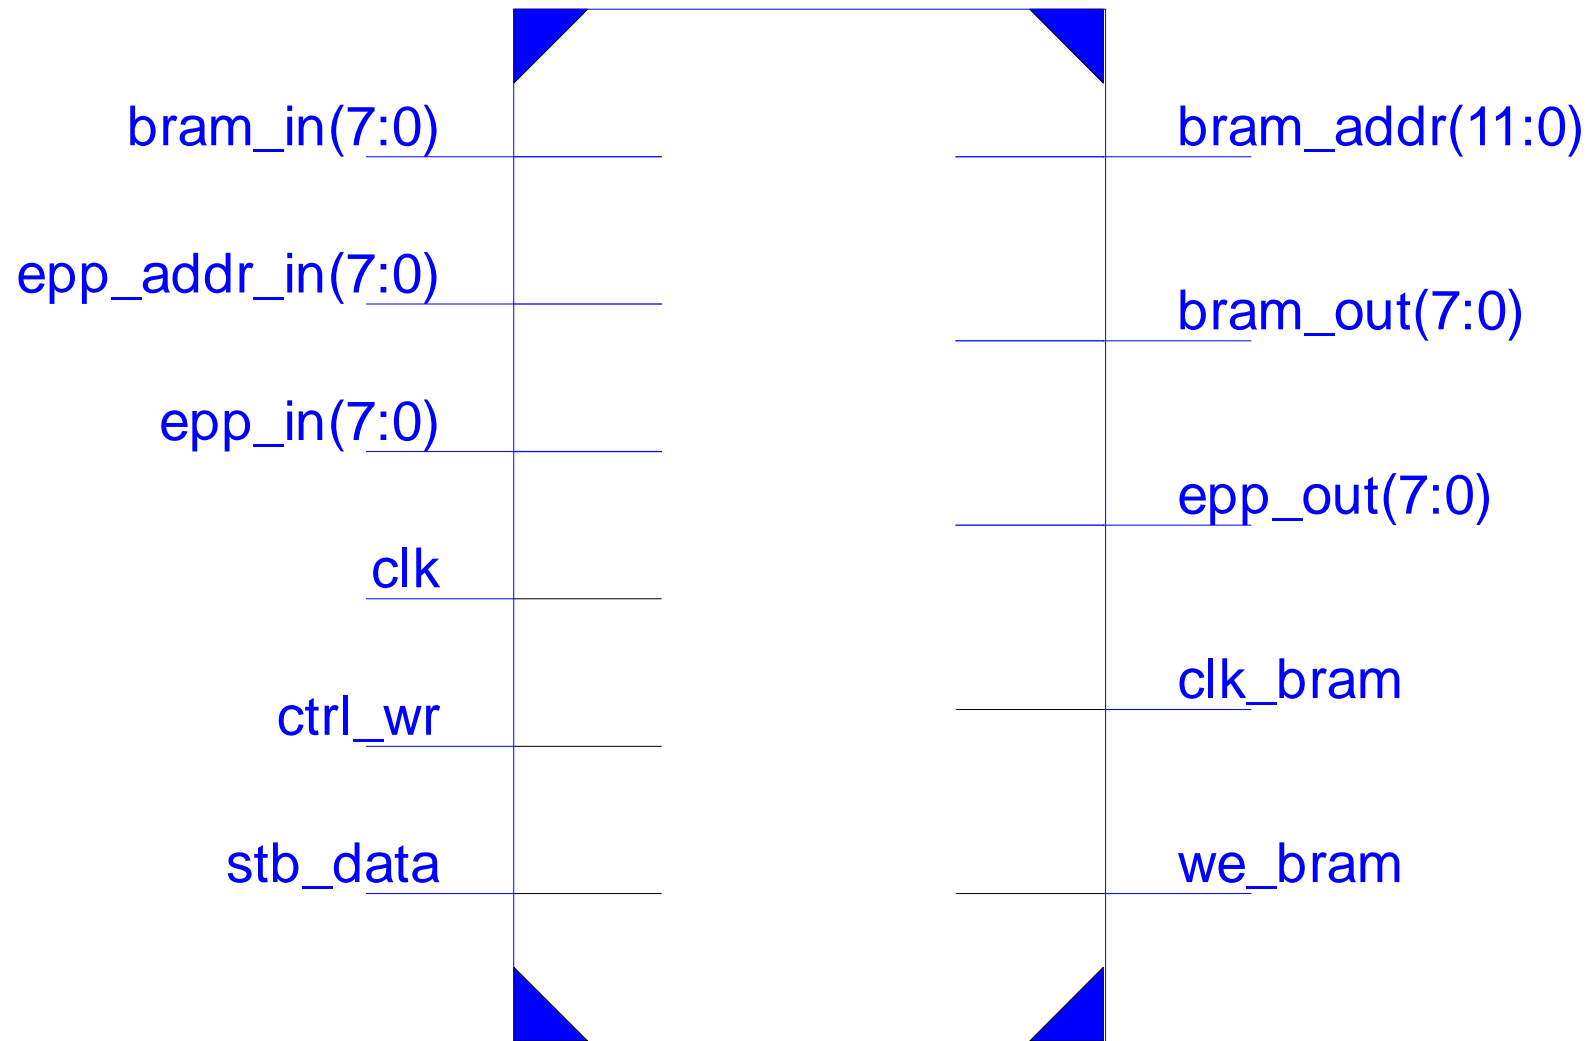 bram_in(7:0)
epp_addr_in(7:0)
epp_in(7:0)
clk
ctrl_wr
stb_data
bram_addr(11:0)
bram_out(7:0)
epp_out(7:0)
clk_bram
we_bram